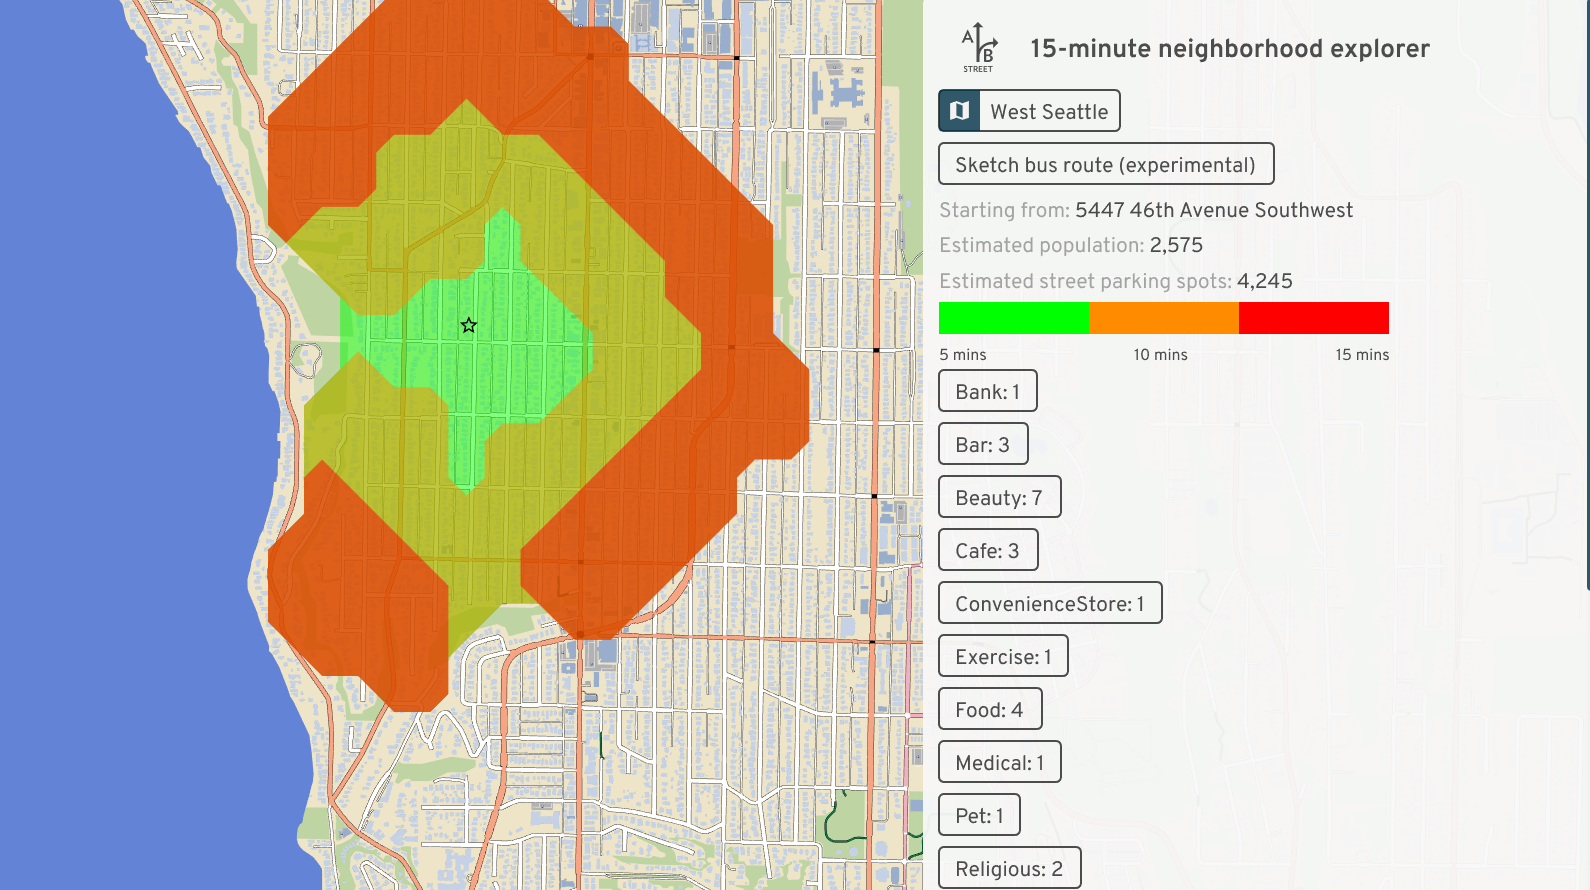 A
B
STREET
15-minute neighborhood explorer
West Seattle
Sketch bus route (experimental)
Starting from: 5447 46th Avenue Southwest
Estimated population: 2,575
Estimated street parking spots: 4,245
5 mins 10 mins 15 mins
Bank: 1
Bar: 3
Beauty: 7
Cafe: 3
ConvenienceStore: 1
Exercise: 1
Food: 4
Medical: 1
Pet: 1
Religious: 2